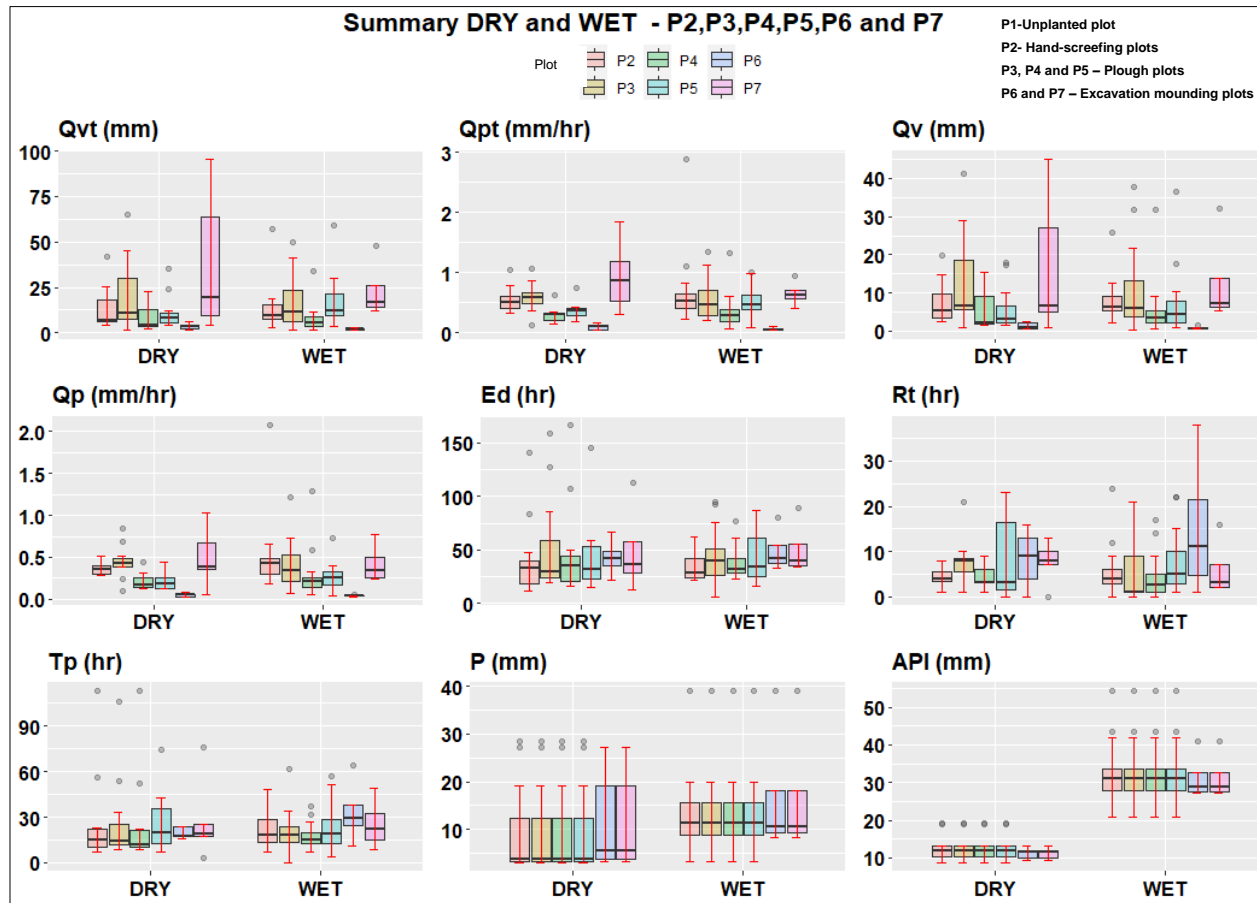 Summary DRY and WET - P2,P3,P4,P5,P6 and P7
P1-Unplanted plot
P2- Hand-screefing plots
P3, P4 and P5 – Plough plots
P6 and P7 – Excavation mounding plots
Plot
P2 P4 P6
P3 P5 P7
Qvt (mm)
100
75
50
25
0
DRY WET
Qpt (mm/hr)
3
2
1
0
DRY WET
Qv (mm)
40
30
20
10
0
DRY WET
Qp (mm/hr)
2.0
1.5
1.0
0.5
0.0
DRY WET
Ed (hr)
150
100
50
0
DRY WET
Rt (hr)
30
20
10
0
DRY WET
Tp (hr)
90
60
30
0
DRY WET
P (mm)
40
30
20
10
DRY WET
API (mm)
50
40
30
20
10
DRY WET